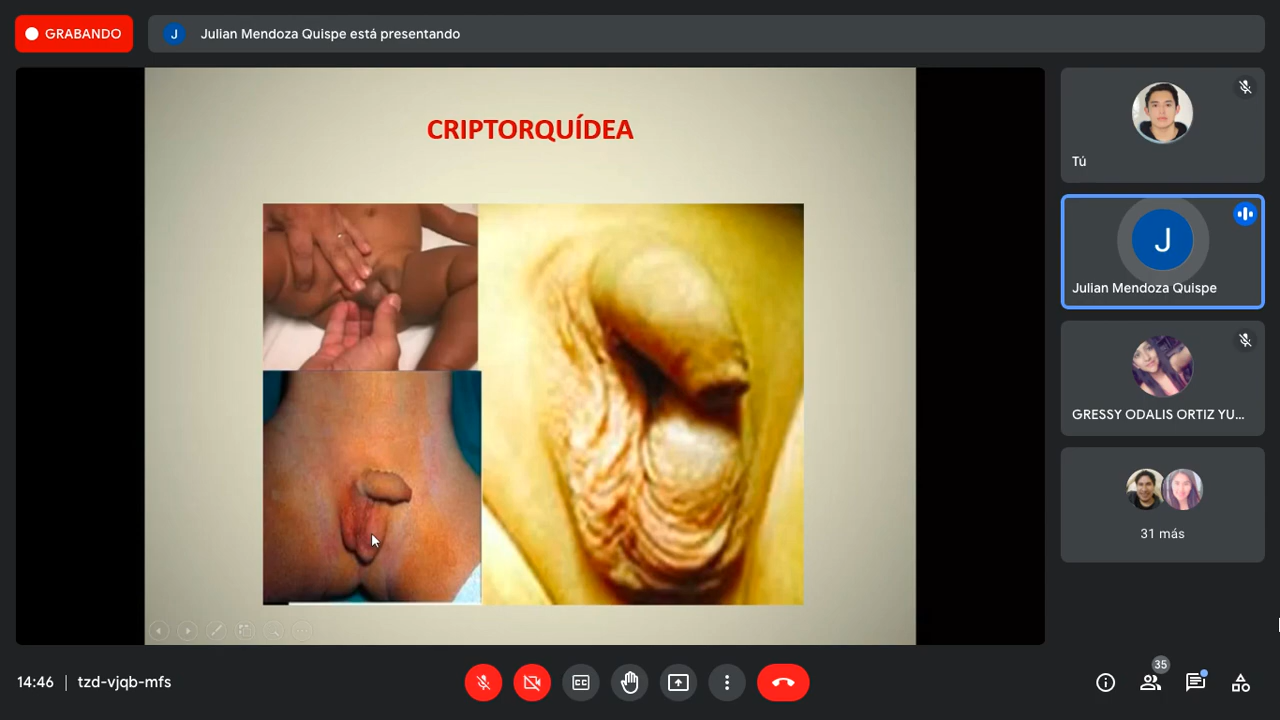 GRABANDO
J
Julian Mendoza Quispe está presentando
CRIPTORQUÍDEA
Tú
J
Julian Mendoza Quispe
GRESSY ODALIS ORTIZ YU...
31 más
14:46 | tzd-vjqb-mfs
CC
35